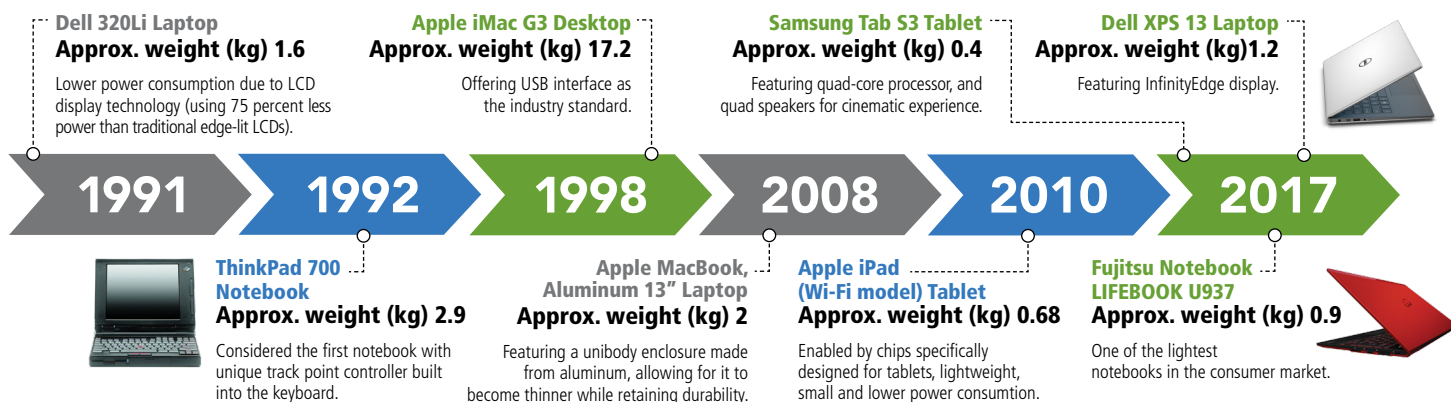 Dell 320Li Laptop
Approx. weight (kg) 1.6
Lower power consumption due to LCD
display technology (using 75 percent less
power than traditional edge-lit LCDs).
Apple iMac G3 Desktop
Approx. weight (kg) 17.2
Offering USB interface as
the industry standard.
Samsung Tab S3 Tablet
Approx. weight (kg) 0.4
Featuring quad-core processor, and
quad speakers for cinematic experience.
Dell XPS 13 Laptop
Approx. weight (kg)1.2
Featuring InfinityEdge display.
1991
1992
1998
2008
2010
2017
ThinkPad 700
Notebook
Approx. weight (kg) 2.9
Considered the first notebook with
unique track point controller built
into the keyboard.
Apple MacBook,
Aluminum 13” Laptop
Approx. weight (kg) 2
Featuring a unibody enclosure made
from aluminum, allowing for it to
become thinner while retaining durability.
Apple iPad
(Wi-Fi model) Tablet
Approx. weight (kg) 0.68
Enabled by chips specifically
designed for tablets, lightweight,
small and lower power consumtion.
Fujitsu Notebook
LIFEBOOK U937
Approx. weight (kg) 0.9
One of the lightest
notebooks in the consumer market.